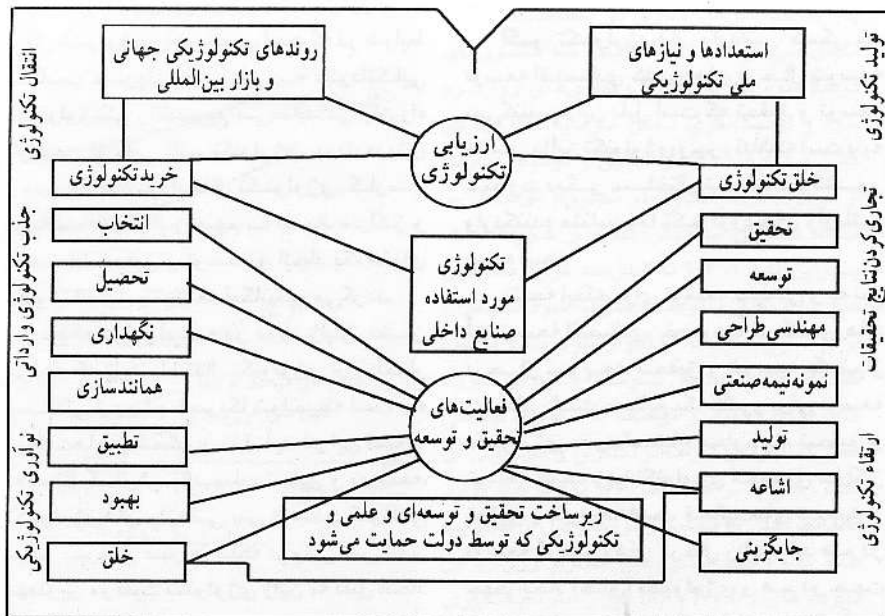 استعدادها و نیازهای
ملی تکنولوژیکی
روندهای تکنولوژیکی جهانی
و بازار بین‌المللی
ارزیابی
تکنولوژی
تولید تکنولوژی
تجاری کردن نتایج تحقیقات
ارتقاء تکنولوژی
خلق تکنولوژی
تحقیق
توسعه
مهندسی طراحی
نمونه نیمه صنعتی
تولید
اشاعه
جایگزینی
تکنولوژی
مورد استفاده
صنایع داخلی
فعالیت‌های
تحقیق و توسعه
زیرساخت تحقیق و توسعه‌ای و علمی و
تکنولوژیکی که توسط دولت حمایت می‌شود
خرید تکنولوژی
انتخاب
تحصیل
نگهداری
همانندسازی
تطبیق
بهبود
خلق
انتقال تکنولوژی
جذب تکنولوژی وارداتی
نوآوری تکنولوژیکی